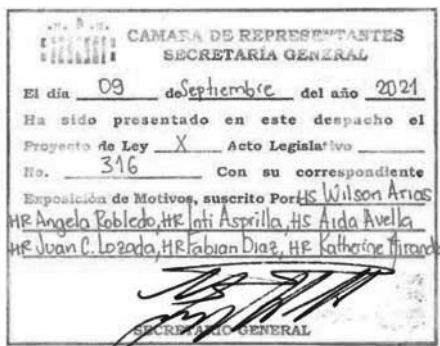 CAMARA DE REPRESENTANTES
SECRETARÍA GENERAL
El día 09 de Septiembre del año 2021
Ha sido presentado en este despacho el
Proyecto de Ley X Acto Legislativo
No. 316 Con su correspondiente
Exposición de Motivos, suscrito Por: HS Wilson Arias
HR Angela Robledo, HR Inti Asprilla, HS Aida Avella
HR Juan C. Lozada, HR Fabian Diaz, HR Katherine Miranda
SECRETARIO GENERAL